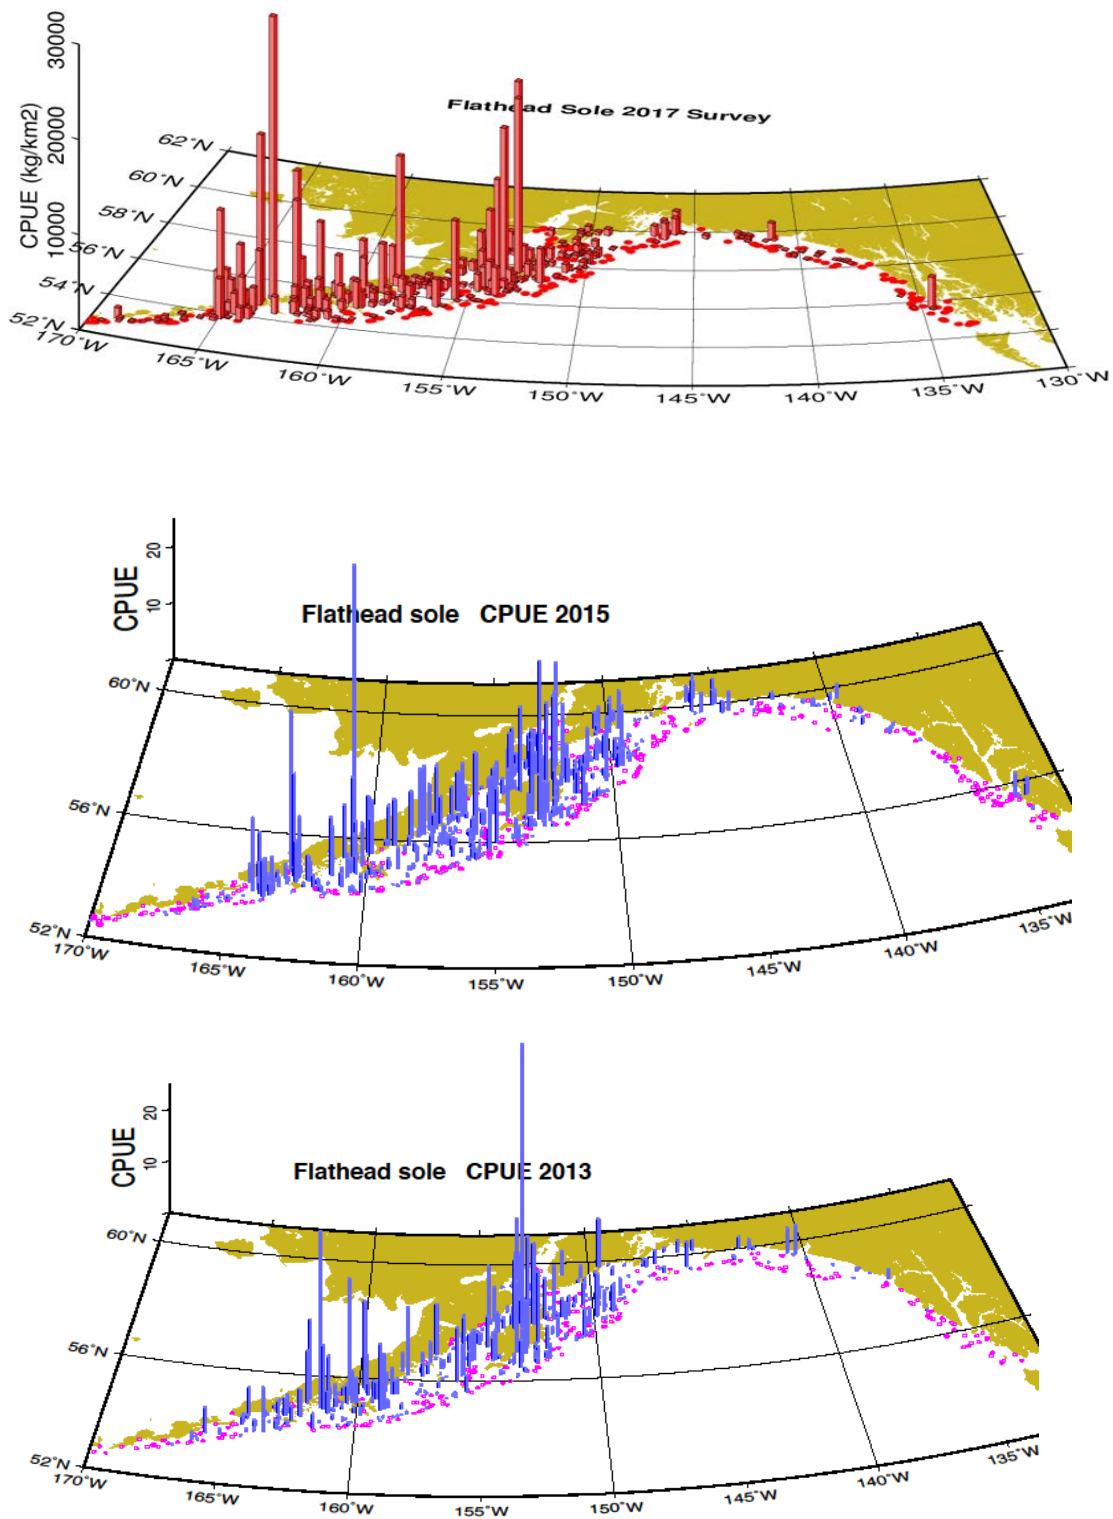 30000
20000
10000
CPUE (kg/km2)
Flathead Sole 2017 Survey
62°N
60°N
58°N
56°N
54°N
52°N
170°W
165°W
160°W
155°W
150°W
145°W
140°W
135°W
130°W
20
10
CPUE
Flathead sole CPUE 2015
60°N
56°N
52°N
170°W
165°W
160°W
155°W
150°W
145°W
140°W
135°W
20
10
CPUE
Flathead sole CPUE 2013
60°N
56°N
52°N
170°W
165°W
160°W
155°W
150°W
145°W
140°W
135°W